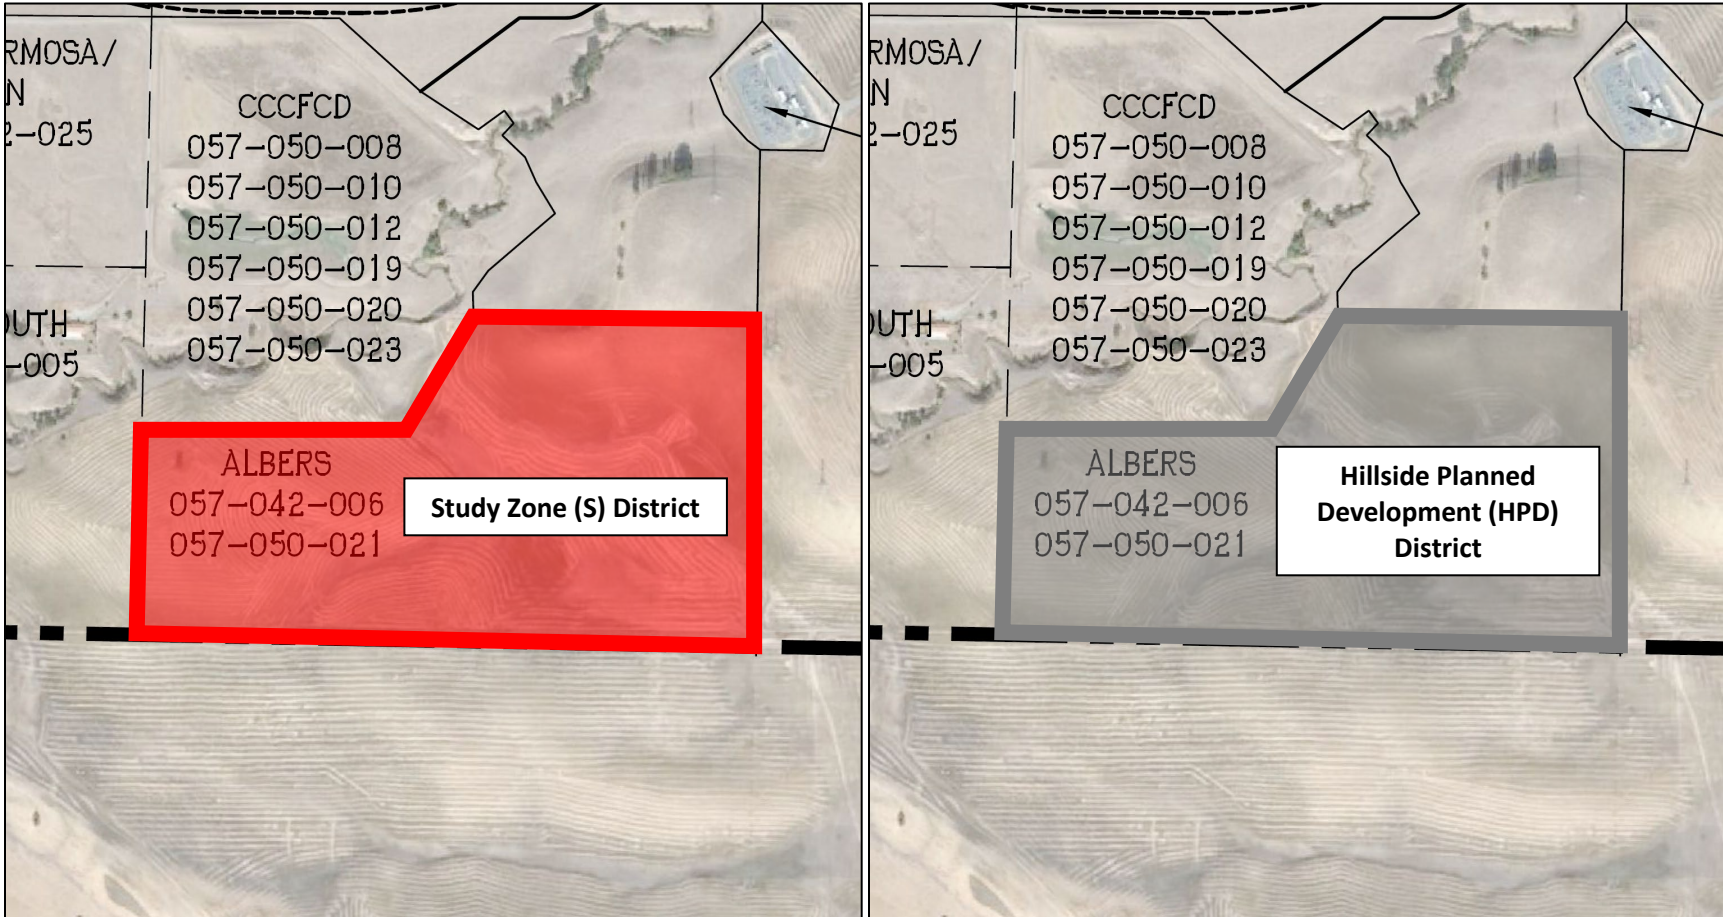 RMOSA/
N
2-025
CCCFCD
057-050-008
057-050-010
057-050-012
057-050-019
057-050-020
057-050-023
UTH
-005
ALBERS
057-042-006
057-050-021
Study Zone (S) District
RMOSA/
N
2-025
CCCFCD
057-050-008
057-050-010
057-050-012
057-050-019
057-050-020
057-050-023
UTH
-005
ALBERS
057-042-006
057-050-021
Hillside Planned
Development (HPD)
District